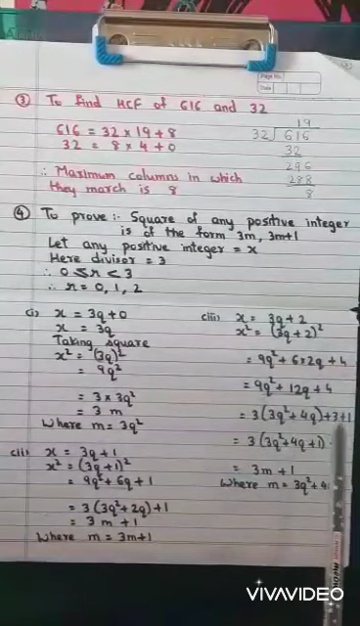 Page No.
Date
③ To find HCF of 616 and 32
616 = 32 × 19 + 8
32 = 8 × 4 + 0
∴ Maximum columns in which
they march is 8
19
32 616
32
296
288
8
④ To prove :- Square of any positive integer
is of the form 3m, 3m+1
Let any positive integer = x
Here divisor = 3
∴ 0 ≤ r < 3
∴ r = 0, 1, 2
(i) x = 3q + 0
x = 3q
Taking square
x² = (3q)²
= 9q²
= 3 × 3q²
= 3 m
Where m = 3q²
(ii) x = 3q + 1
x² = (3q + 1)²
= 9q² + 6q + 1
= 3 (3q² + 2q) + 1
= 3 m + 1
Where m = 3m+1
(iii) x = 3q + 2
x² = (3q + 2)²
= 9q² + 6×2q + 4
= 9q² + 12q + 4
= 3 (3q² + 4q) + 3 + 1
= 3 (3q² + 4q + 1)
= 3m + 1
Where m = 3q² + 4
VIVAVIDEO